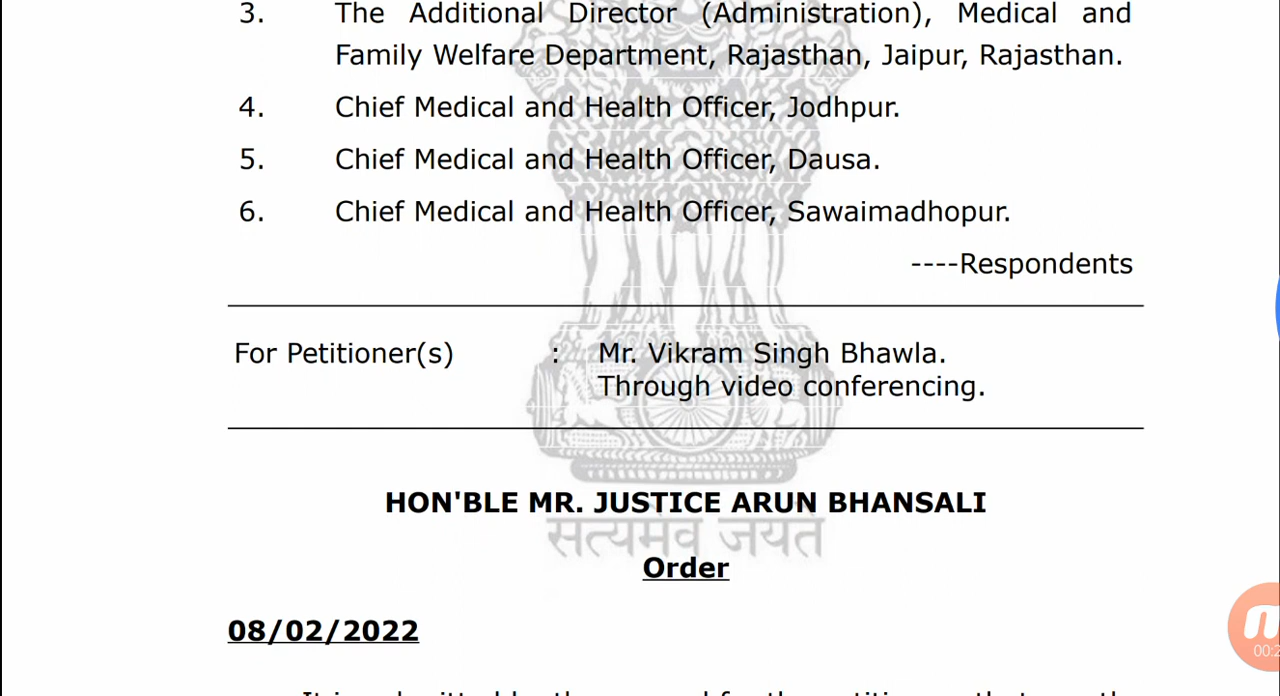 3. The Additional Director (Administration), Medical and
Family Welfare Department, Rajasthan, Jaipur, Rajasthan.
4. Chief Medical and Health Officer, Jodhpur.
5. Chief Medical and Health Officer, Dausa.
6. Chief Medical and Health Officer, Sawaimadhopur.
----Respondents
For Petitioner(s) : Mr. Vikram Singh Bhawla.
Through video conferencing.
HON'BLE MR. JUSTICE ARUN BHANSALI
सत्यमेव जयते
Order
08/02/2022